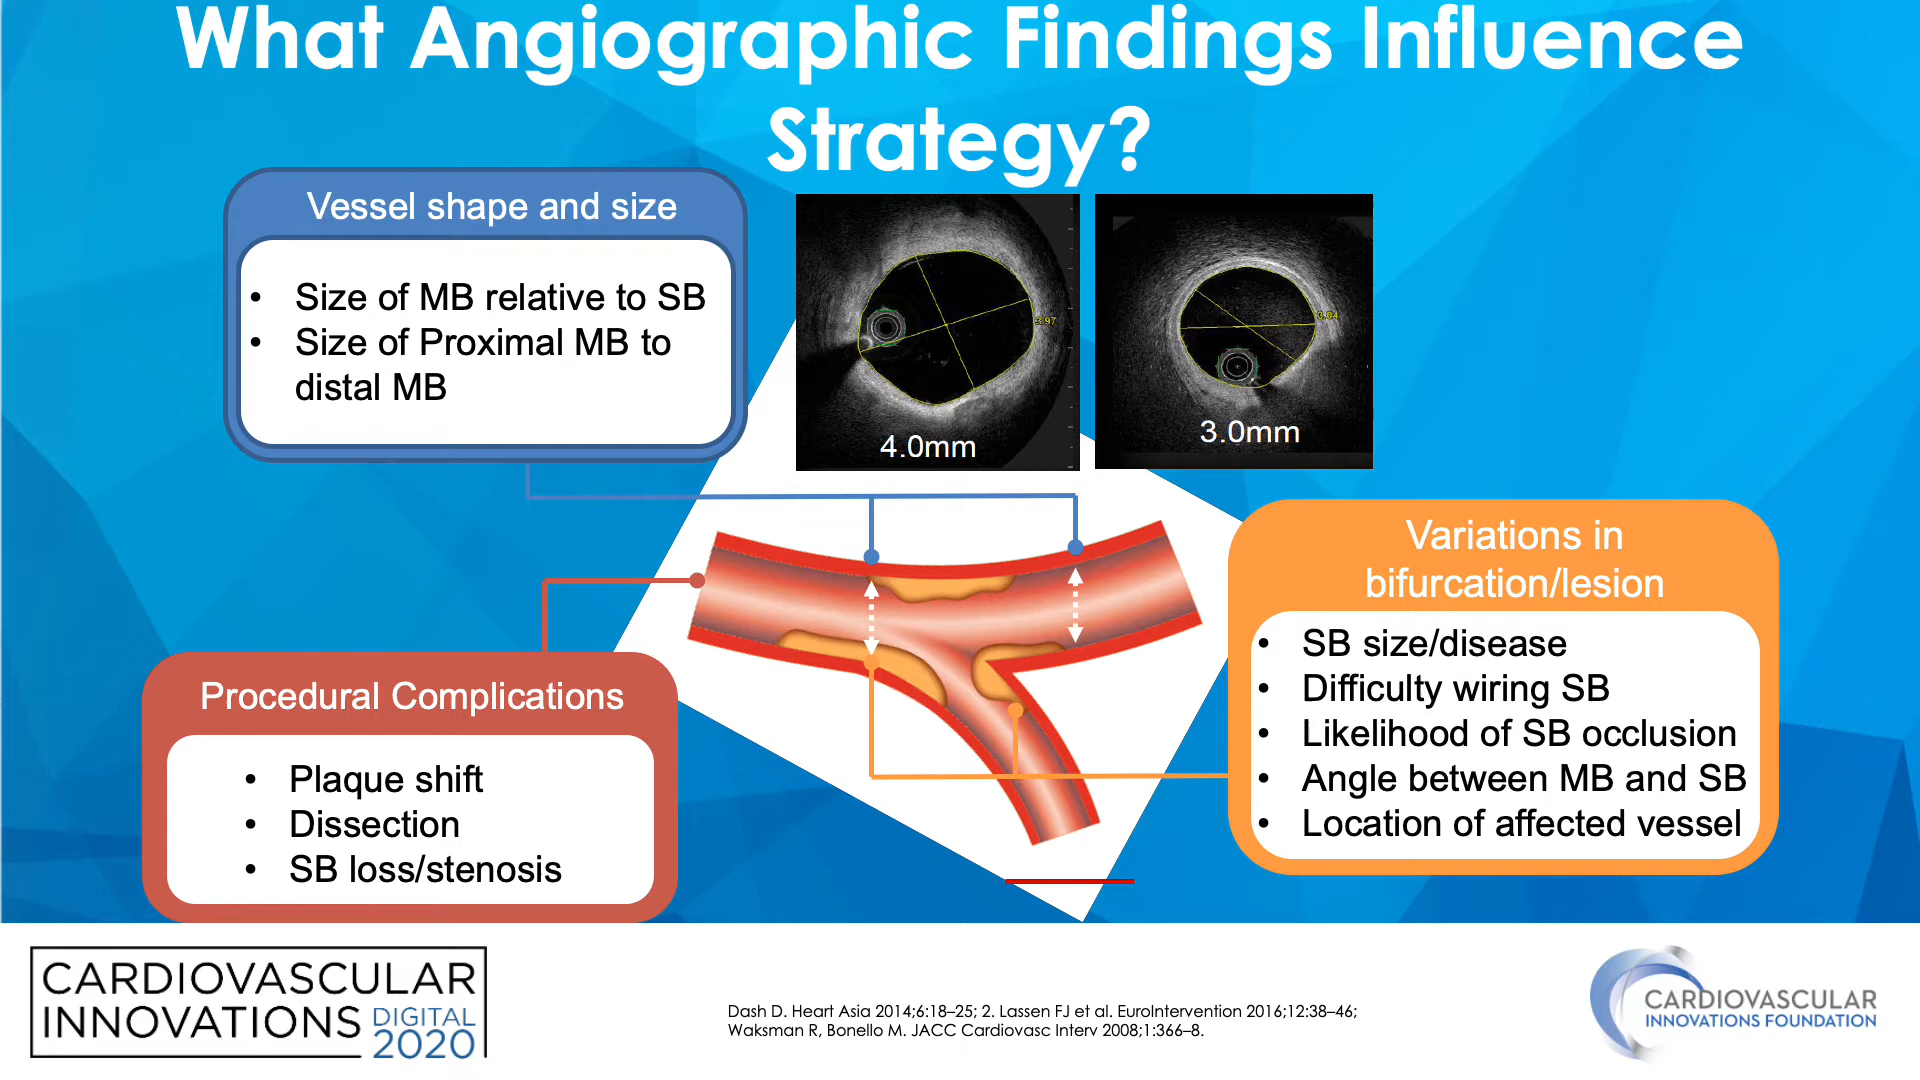 What Angiographic Findings Influence
Strategy?
Vessel shape and size
• Size of MB relative to SB
• Size of Proximal MB to
distal MB
3.97
4.0mm
3.04
3.0mm
Variations in
bifurcation/lesion
• SB size/disease
• Difficulty wiring SB
• Likelihood of SB occlusion
• Angle between MB and SB
• Location of affected vessel
Procedural Complications
• Plaque shift
• Dissection
• SB loss/stenosis
CARDIOVASCULAR
INNOVATIONS DIGITAL
2020
Dash D. Heart Asia 2014;6:18–25; 2. Lassen FJ et al. EuroIntervention 2016;12:38–46;
Waksman R, Bonello M. JACC Cardiovasc Interv 2008;1:366–8.
CARDIOVASCULAR
INNOVATIONS FOUNDATION